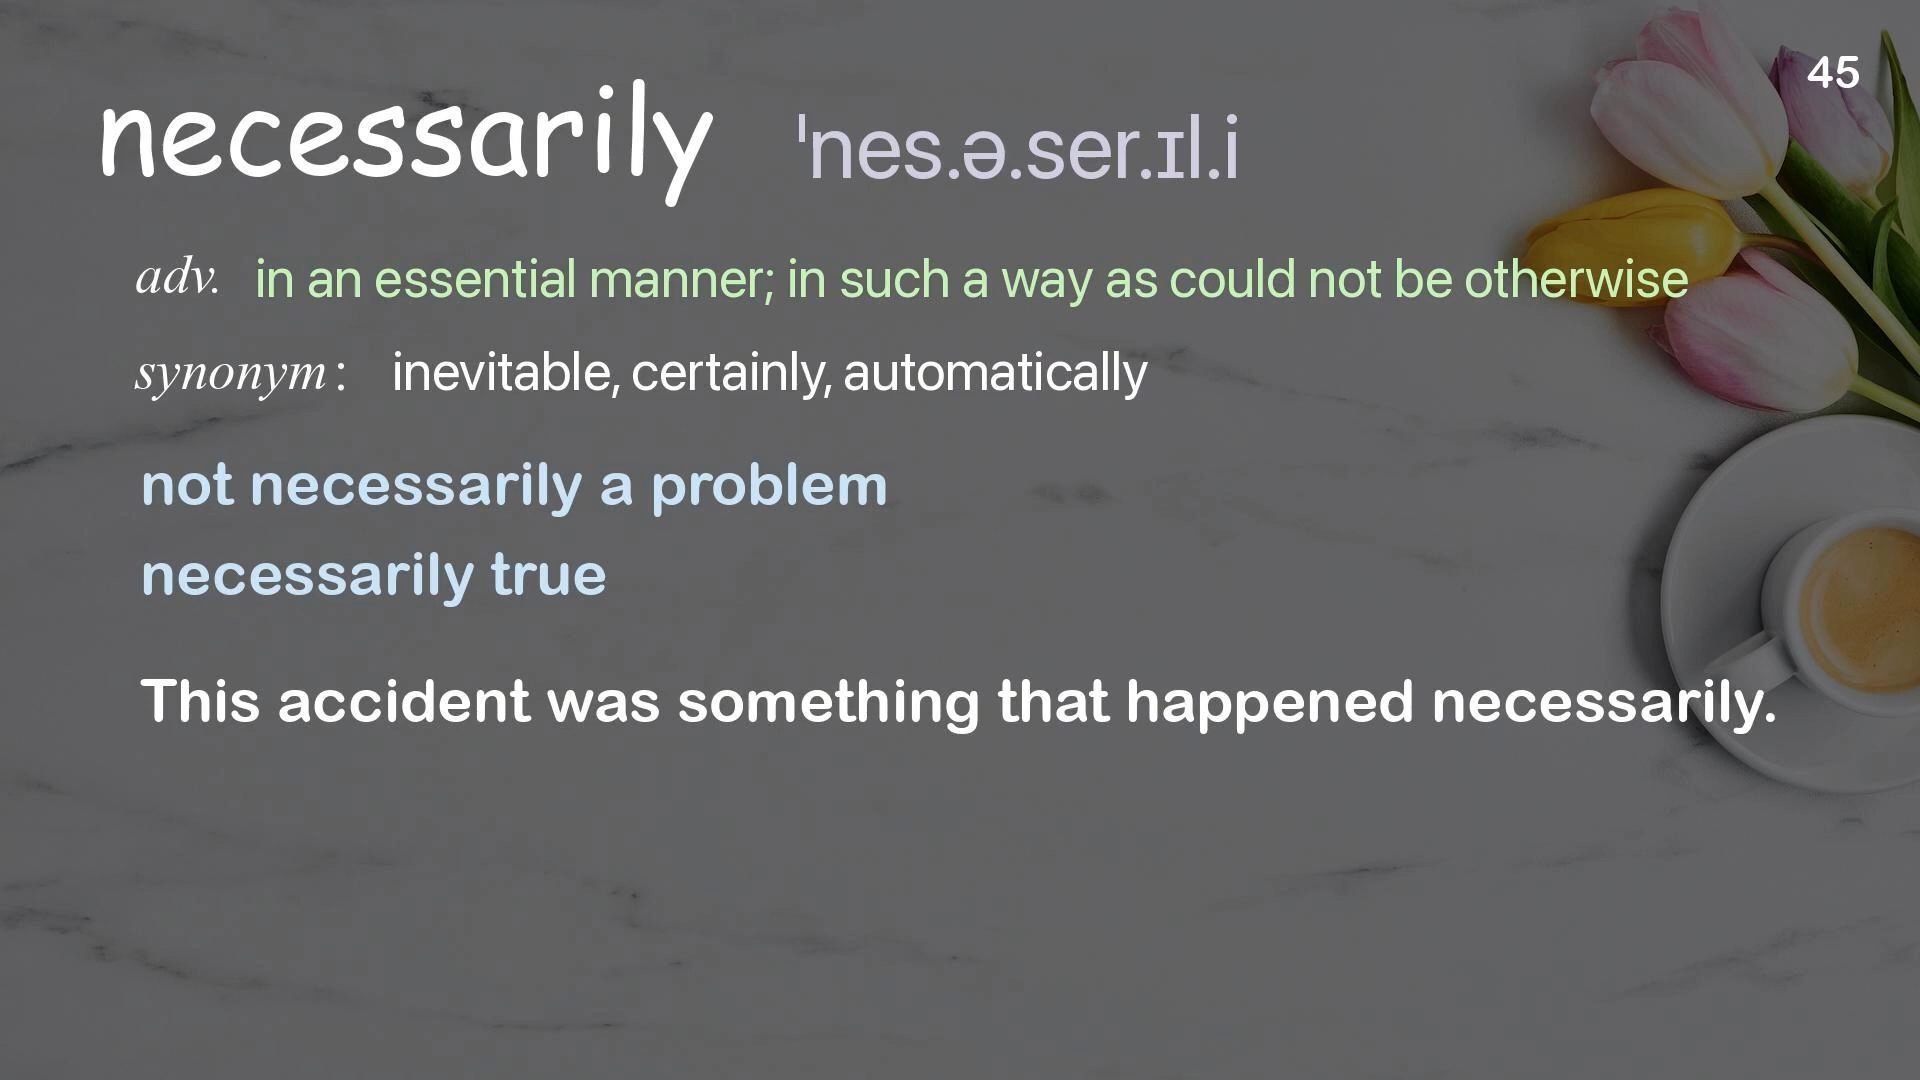 45
necessarily ˈnes.ə.ser.ɪl.i
adv. in an essential manner; in such a way as could not be otherwise
synonym : inevitable, certainly, automatically
not necessarily a problem
necessarily true
This accident was something that happened necessarily.